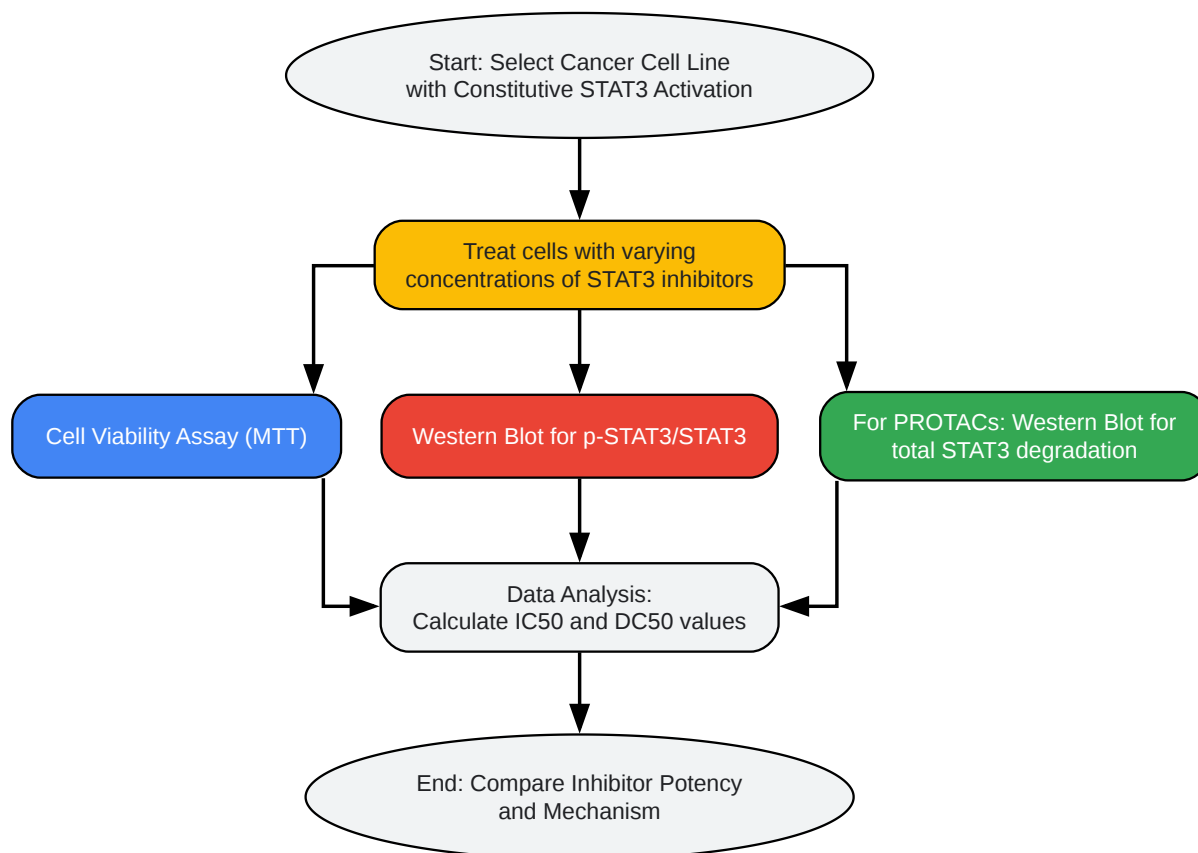 Start: Select Cancer Cell Line
with Constitutive STAT3 Activation
Treat cells with varying
concentrations of STAT3 inhibitors
Cell Viability Assay (MTT)
Western Blot for p-STAT3/STAT3
For PROTACs: Western Blot for
total STAT3 degradation
Data Analysis:
Calculate IC50 and DC50 values
End: Compare Inhibitor Potency
and Mechanism